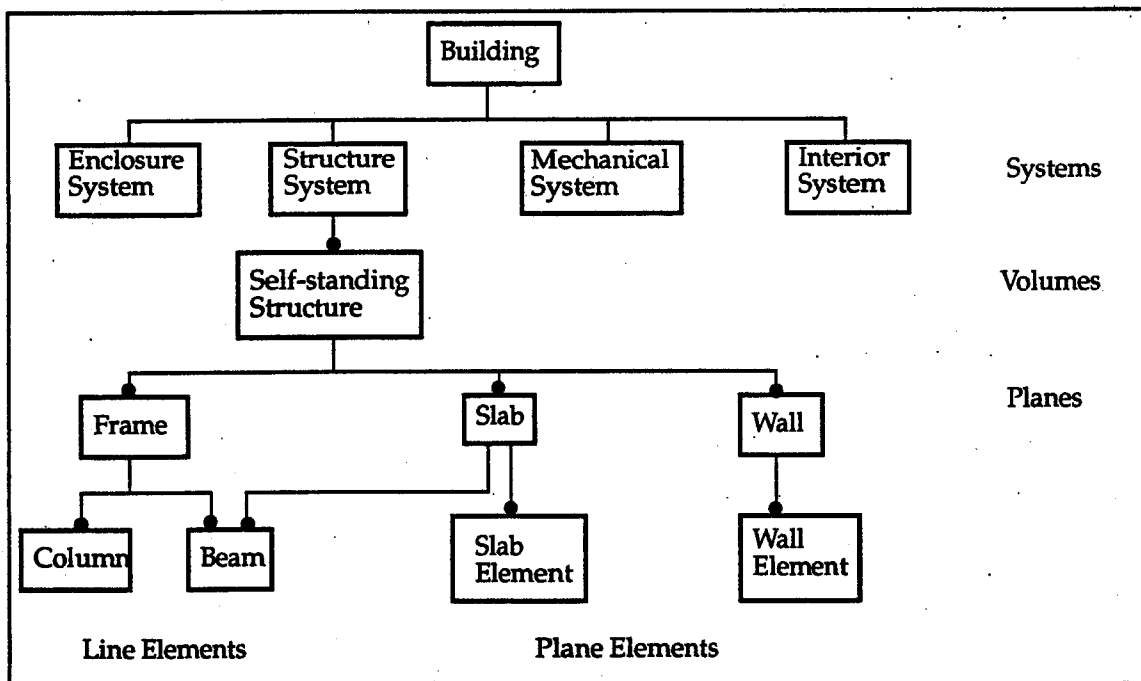 Building
Enclosure
System
Structure
System
Mechanical
System
Interior
System
Systems
Self-standing
Structure
Volumes
Frame
Slab
Wall
Planes
Column
Beam
Slab
Element
Wall
Element
Line Elements
Plane Elements